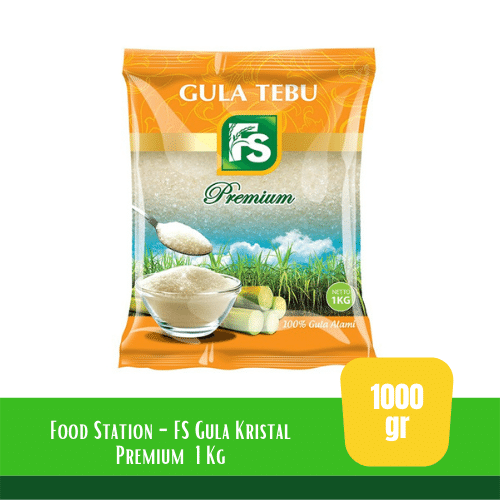 GULA TEBU
FS
Premium
NETTO
1KG
100% Gula Alami
1000
gr
Food Station - FS Gula Kristal
Premium 1 Kg